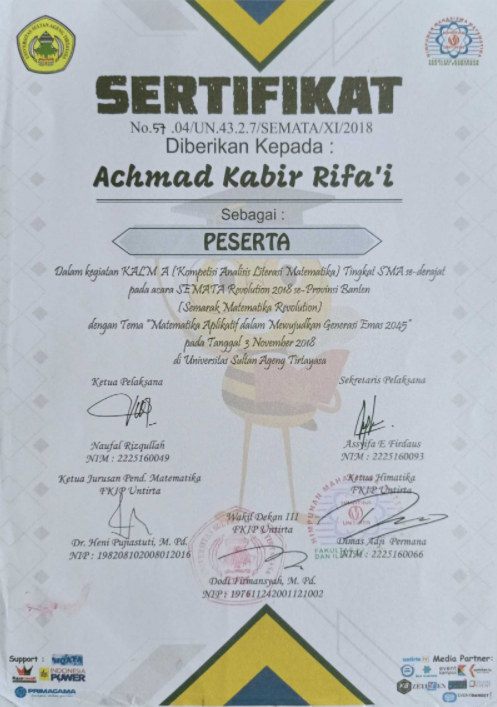 SERTIFIKAT
No.57 .04/UN.43.2.7/SEMATA/XI/2018
Diberikan Kepada :
Achmad Kabir Rifa'i
Sebagai :
PESERTA
Dalam kegiatan KALMA (Kompetisi Analisis Literasi Matematika) Tingkat SMA se-derajat
pada acara SEMATA Revolution 2018 se-Provinsi Banten
(Semarak Matematika Revolution)
dengan Tema "Matematika Aplikatif dalam Mewujudkan Generasi Emas 2045"
pada Tanggal 3 November 2018
di Universitas Sultan Ageng Tirtayasa
Ketua Pelaksana
Naufal Rizqullah
NIM : 2225160049
Sekretaris Pelaksana
Assyifa E. Firdaus
NIM : 2225160093
Ketua Jurusan Pend. Matematika
FKIP Untirta
Dr. Heni Pujiastuti, M. Pd.
NIP : 198208102008012016
Ketua Himatika
FKIP Untirta
Dimas Adji Permana
NIM : 2225160066
Wakil Dekan III
FKIP Untirta
Dodi Firmansyah, M. Pd.
NIP : 197611242001121002
Support :
INDONESIA
POWER
PRIMAGAMA
Media Partner: